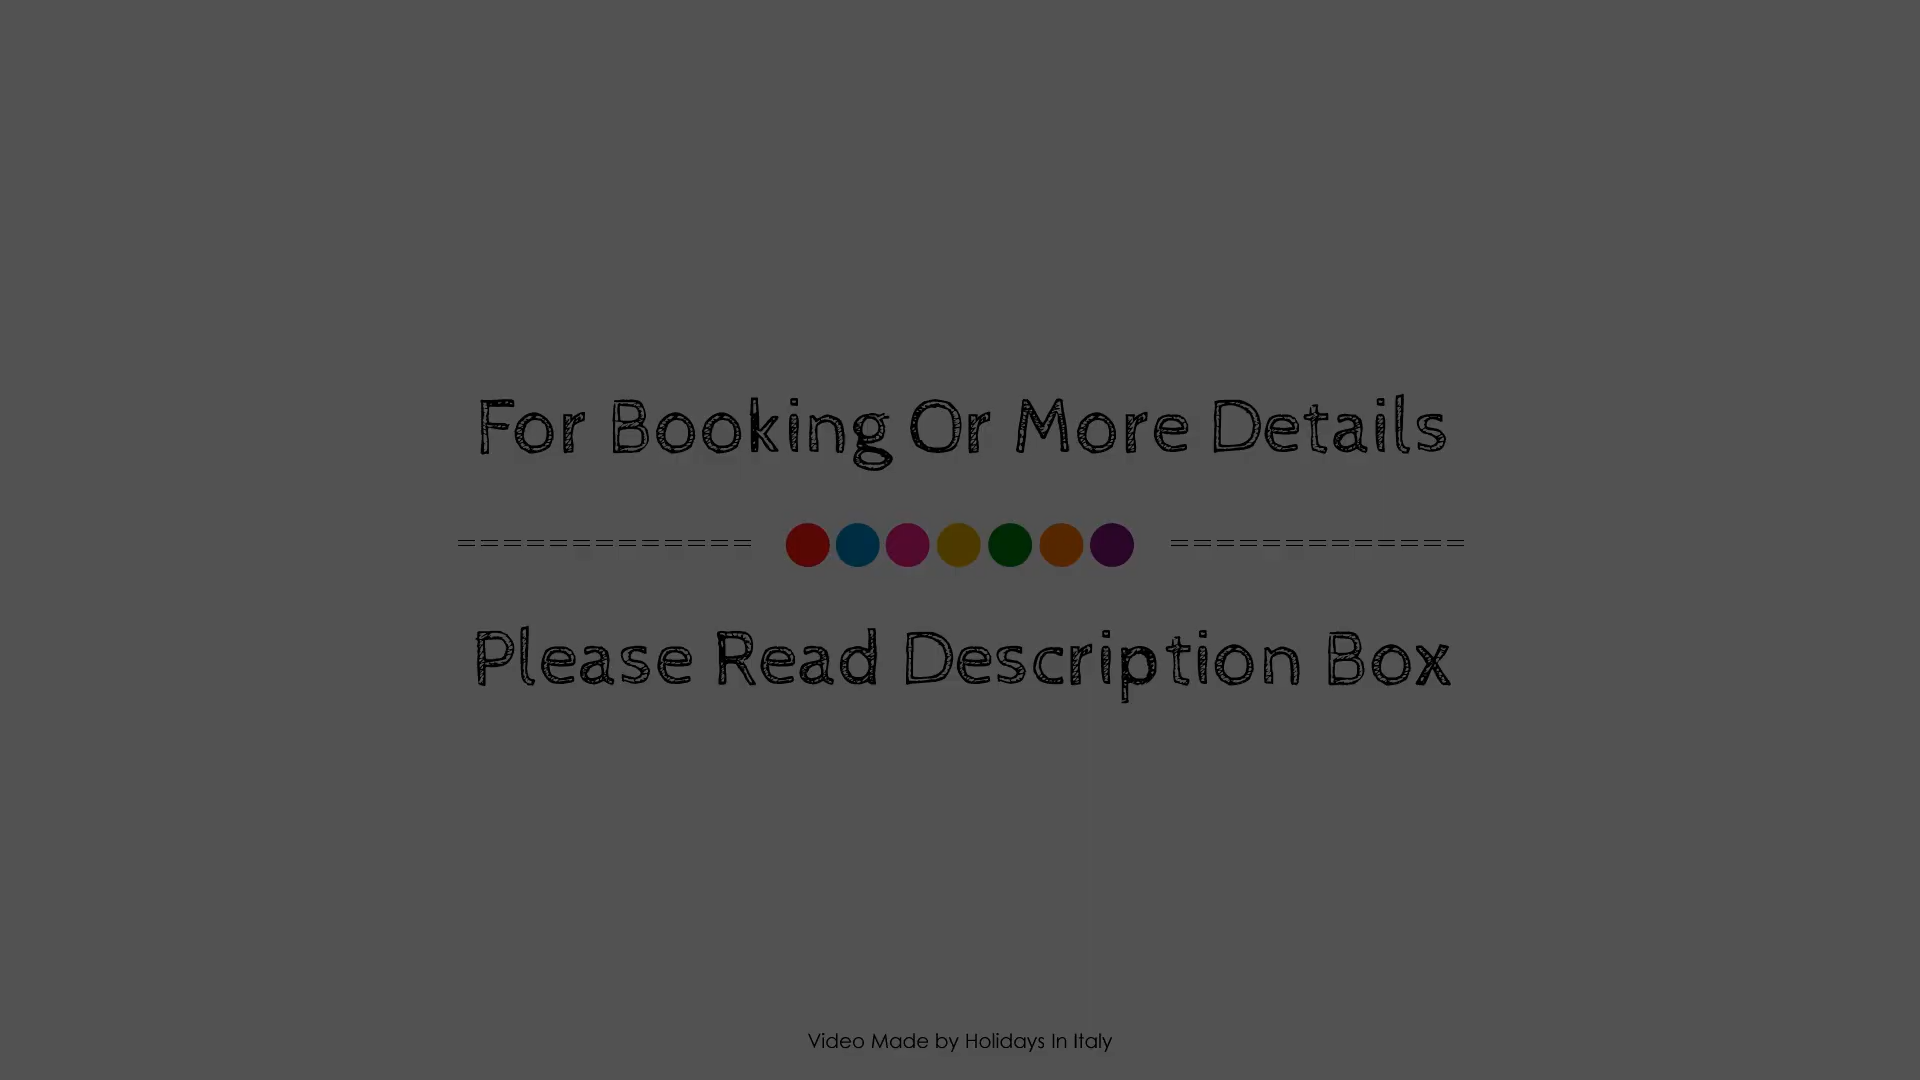 For Booking Or More Details
============= =============
Please Read Description Box
Video Made by Holidays In Italy